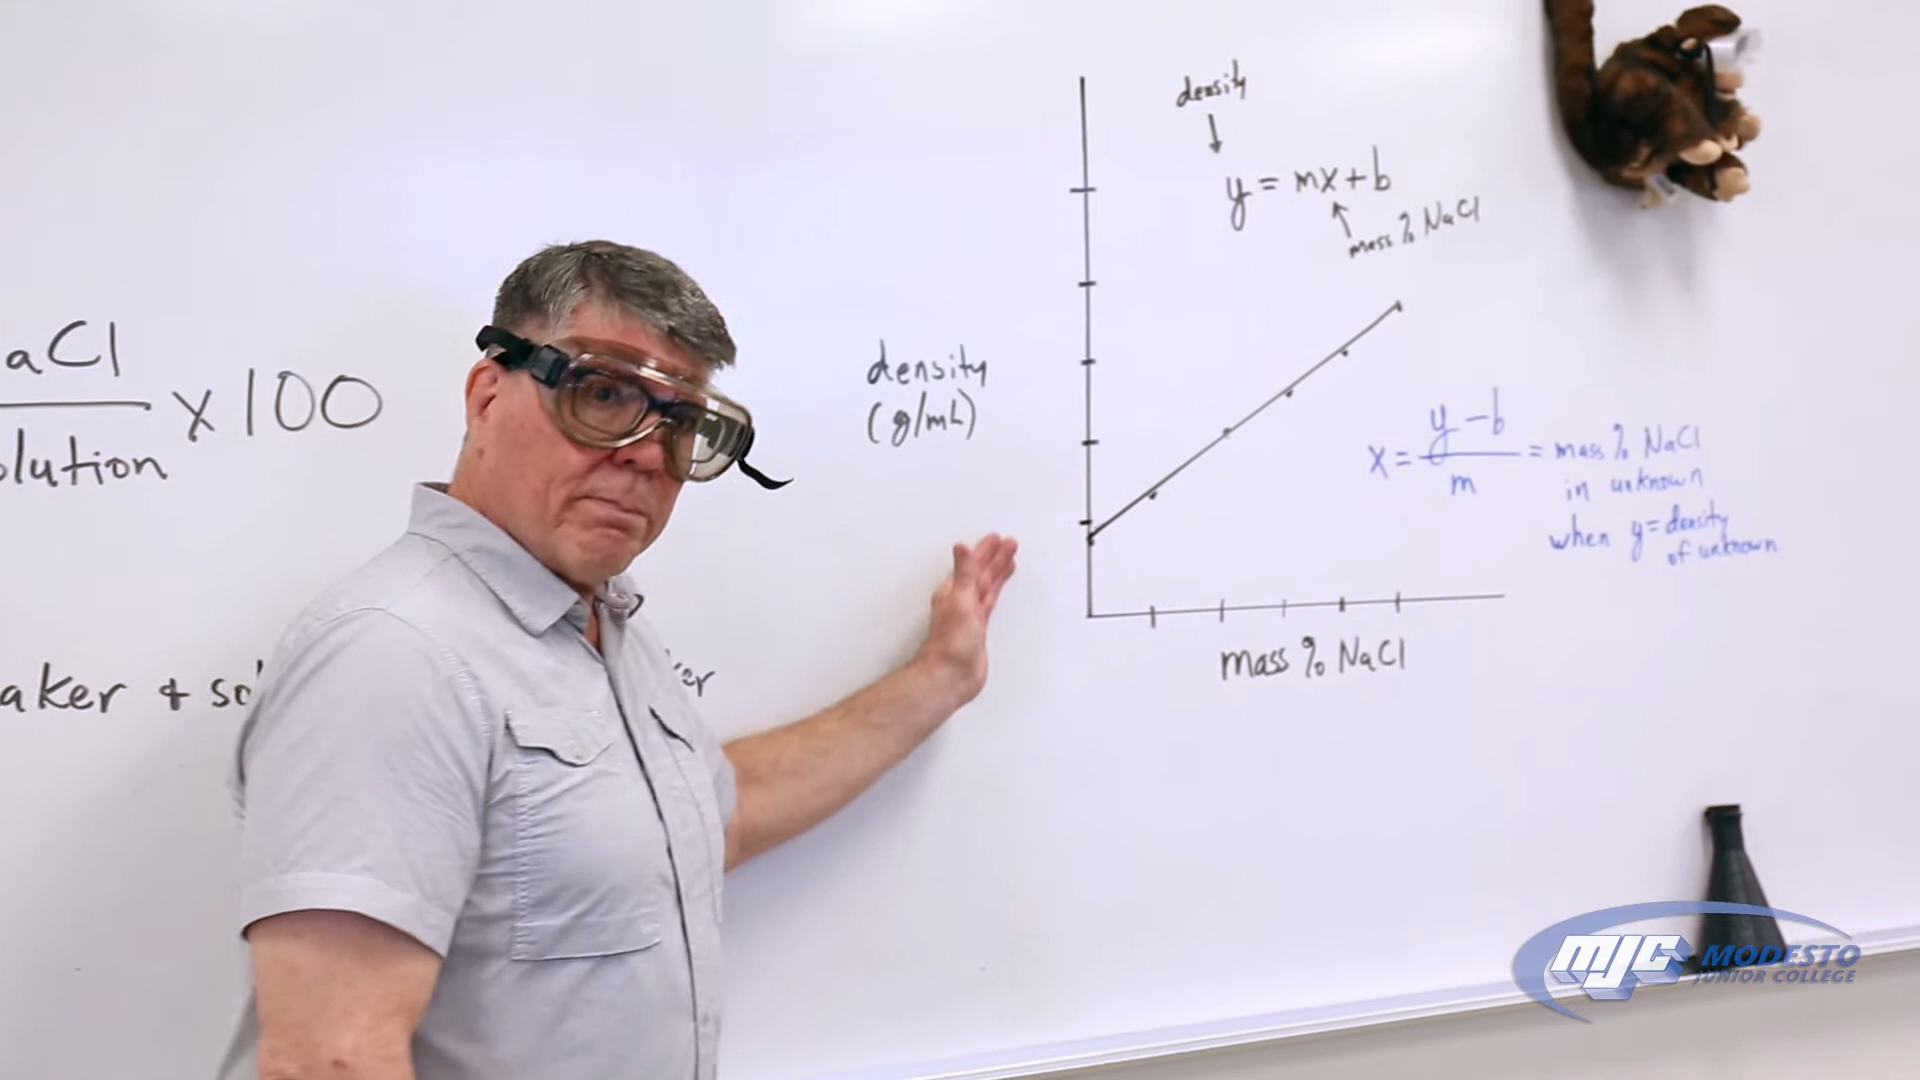 aCl
olution
x 100
aker + so
er
density
(g/mL)
density
y = mx + b
mass % NaCl
x = y - b
m
= mass % NaCl
in unknown
when y = density
of unknown
mass % NaCl
MJC MODESTO
JUNIOR COLLEGE